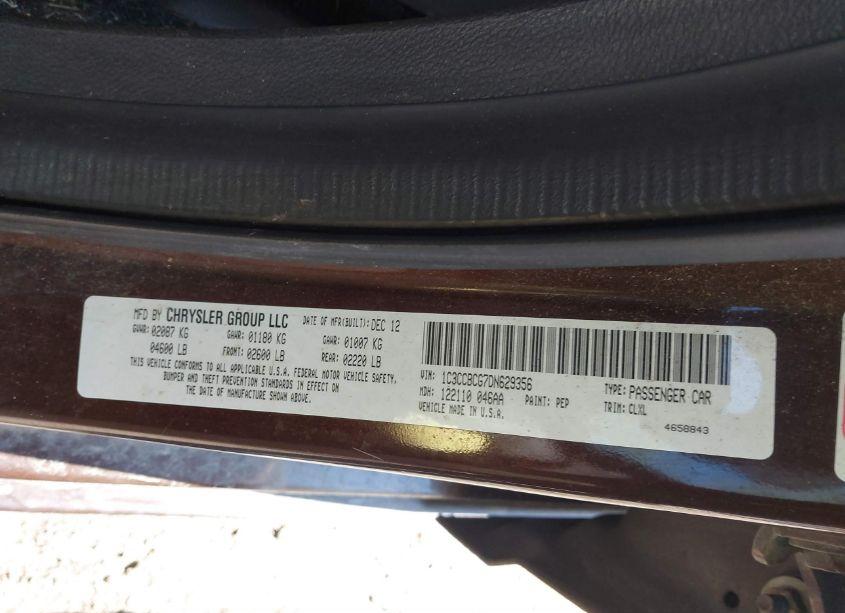 MFD BY CHRYSLER GROUP LLC DATE OF MFR(BUILT): DEC 12
GVWR: 02087 KG GAWR: 01180 KG GAWR: 01007 KG
04600 LB FRONT: 02600 LB REAR: 02220 LB
THIS VEHICLE CONFORMS TO ALL APPLICABLE U.S.A. FEDERAL MOTOR VEHICLE SAFETY,
BUMPER AND THEFT PREVENTION STANDARDS IN EFFECT ON
THE DATE OF MANUFACTURE SHOWN ABOVE.
VIN: 1C3CCBCG7DN629356 TYPE: PASSENGER CAR
MDH: 122110 046AA PAINT: PEP TRIM: CLXL
VEHICLE MADE IN U.S.A.
4658843